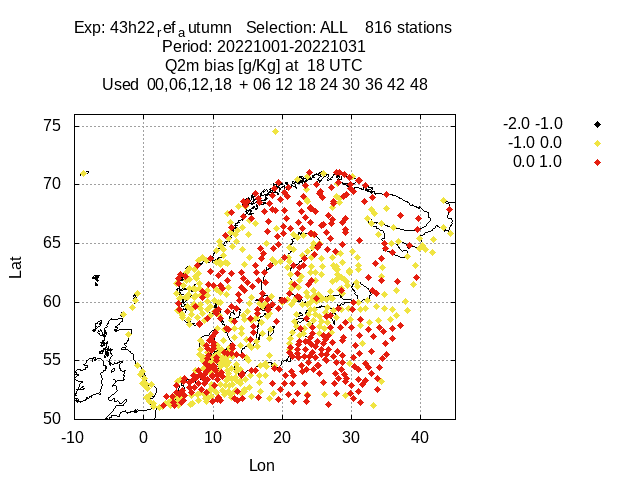 Exp: 43h22ref autumn Selection: ALL 816 stations
Period: 20221001-20221031
Q2m bias [g/Kg] at 18 UTC
Used 00,06,12,18 + 06 12 18 24 30 36 42 48
-2.0 -1.0
-1.0 0.0
0.0 1.0
75
70
65
60
55
50
Lat
-10 0 10 20 30 40
Lon